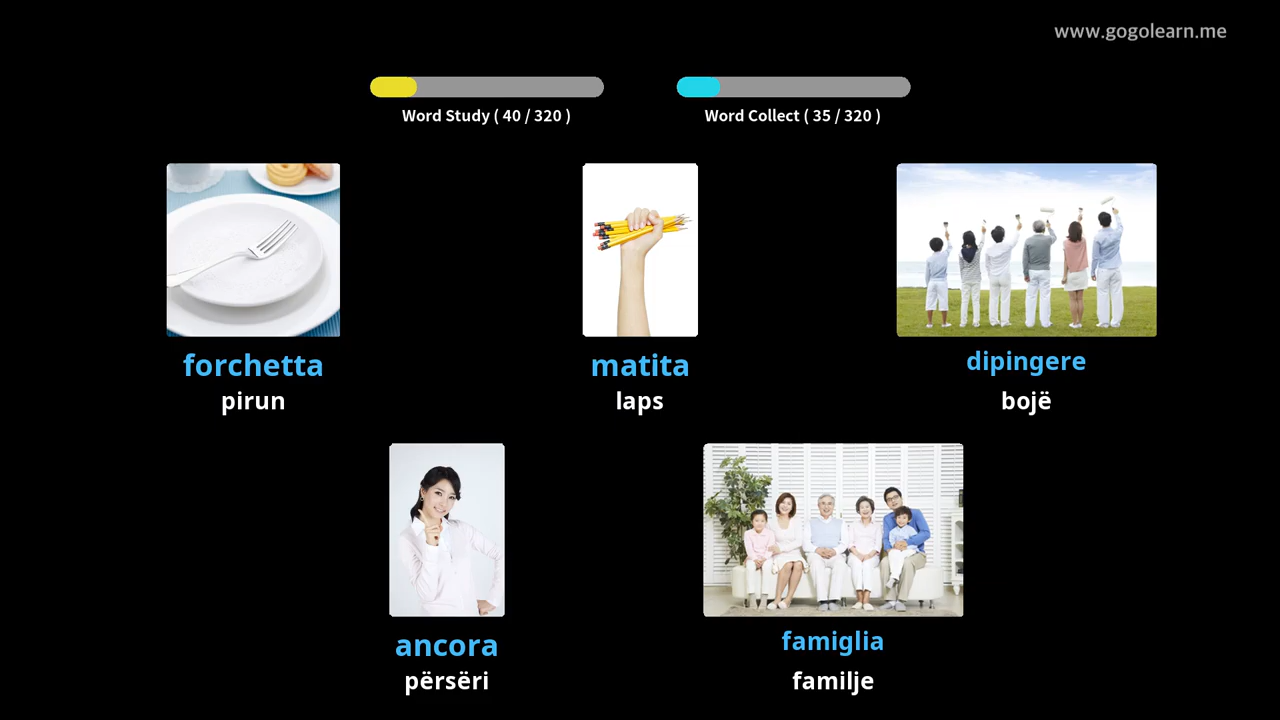 www.gogolearn.me
Word Study ( 40 / 320 )
Word Collect ( 35 / 320 )
forchetta
pirun
matita
laps
dipingere
bojë
ancora
përsëri
famiglia
familje